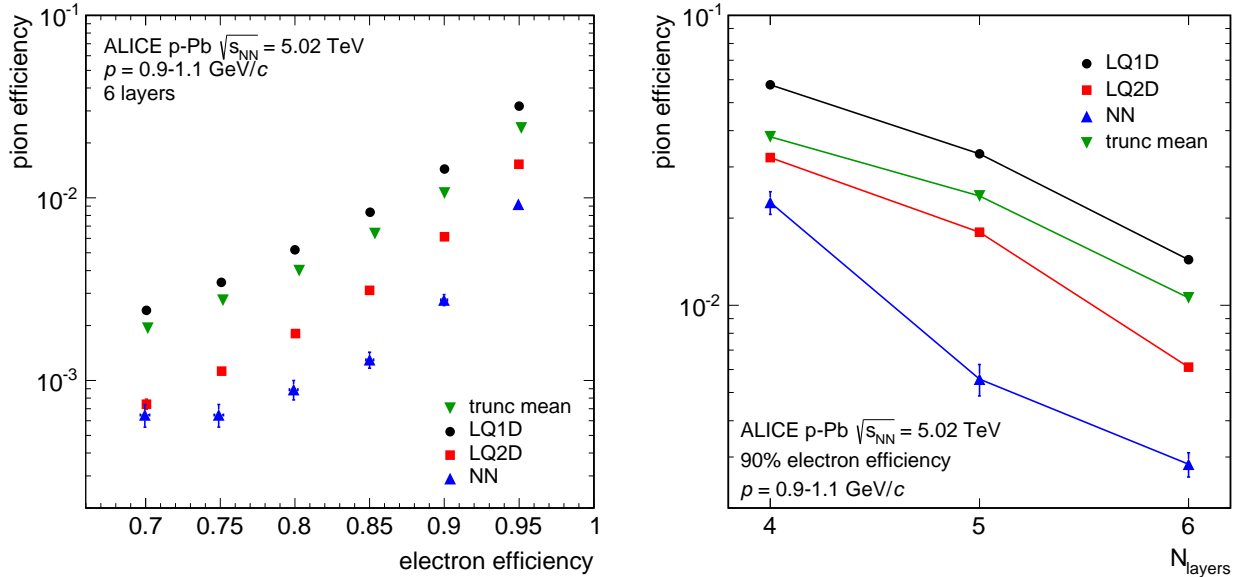 pion efficiency
10⁻¹
10⁻²
10⁻³
ALICE p-Pb √s_NN = 5.02 TeV
p = 0.9-1.1 GeV/c
6 layers
trunc mean
LQ1D
LQ2D
NN
0.7 0.75 0.8 0.85 0.9 0.95 1
electron efficiency
pion efficiency
10⁻¹
10⁻²
LQ1D
LQ2D
NN
trunc mean
ALICE p-Pb √s_NN = 5.02 TeV
90% electron efficiency
p = 0.9-1.1 GeV/c
4 5 6
N_layers